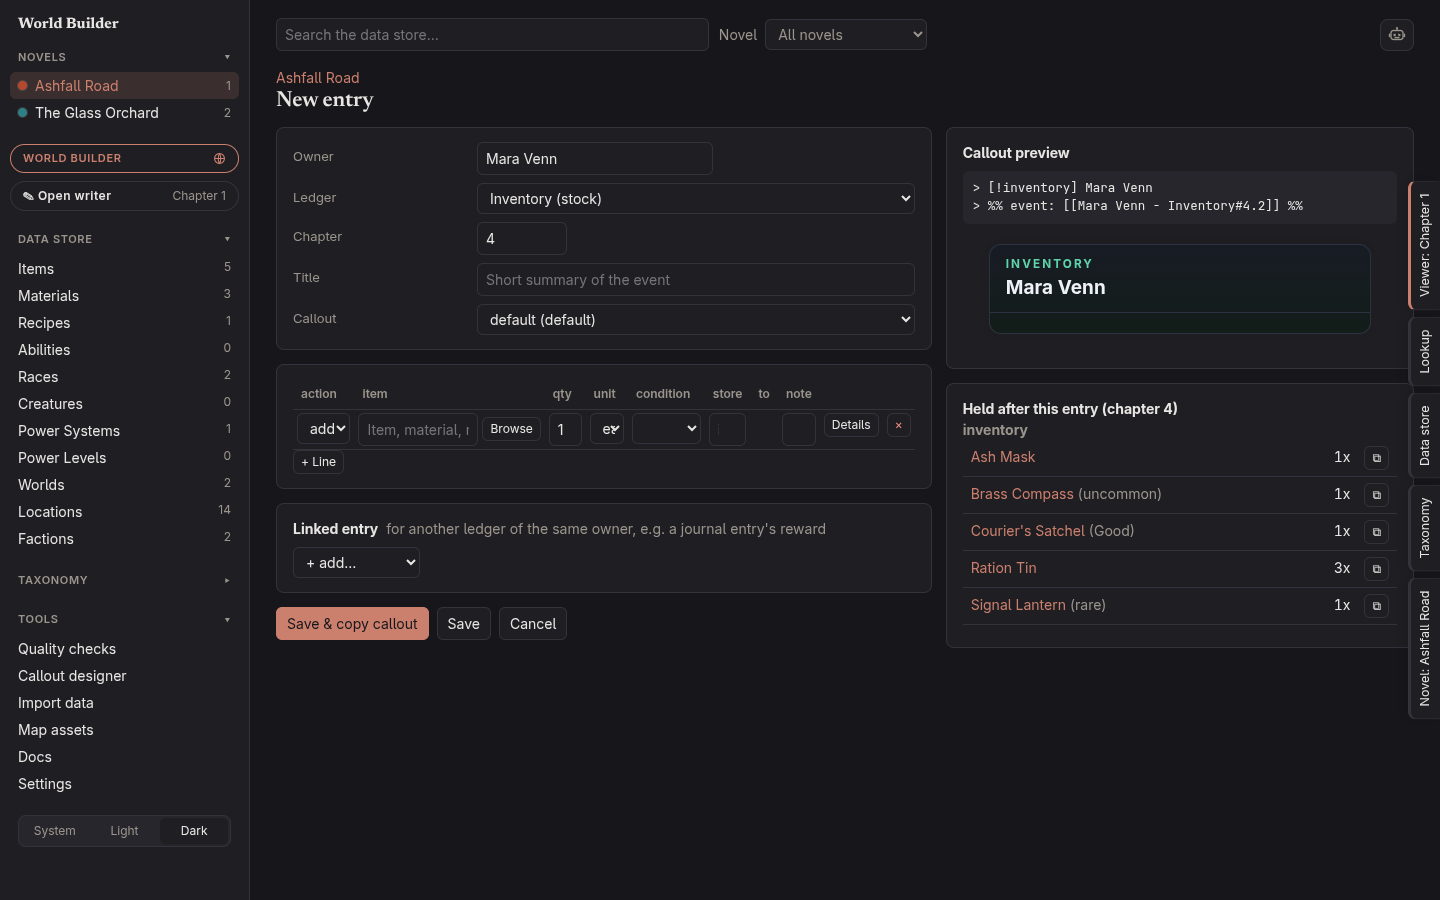 World Builder
NOVELS
Ashfall Road 1
The Glass Orchard 2
WORLD BUILDER
Open writer Chapter 1
DATA STORE
Items 5
Materials 3
Recipes 1
Abilities 0
Races 2
Creatures 0
Power Systems 1
Power Levels 0
Worlds 2
Locations 14
Factions 2
TAXONOMY
TOOLS
Quality checks
Callout designer
Import data
Map assets
Docs
Settings
System Light Dark
Search the data store...
Novel All novels
Ashfall Road
New entry
Owner Mara Venn
Ledger Inventory (stock)
Chapter 4
Title Short summary of the event
Callout default (default)
action item qty unit condition store to note
add Item, material, r Browse 1 Details ×
+ Line
Linked entry for another ledger of the same owner, e.g. a journal entry's reward
+ add...
Save & copy callout Save Cancel
Callout preview
> [!inventory] Mara Venn
> %% event: [[Mara Venn - Inventory#4.2]] %%
INVENTORY
Mara Venn
Held after this entry (chapter 4)
inventory
Ash Mask 1x
Brass Compass (uncommon) 1x
Courier's Satchel (Good) 1x
Ration Tin 3x
Signal Lantern (rare) 1x
Viewer: Chapter 1
Lookup
Data store
Taxonomy
Novel: Ashfall Road